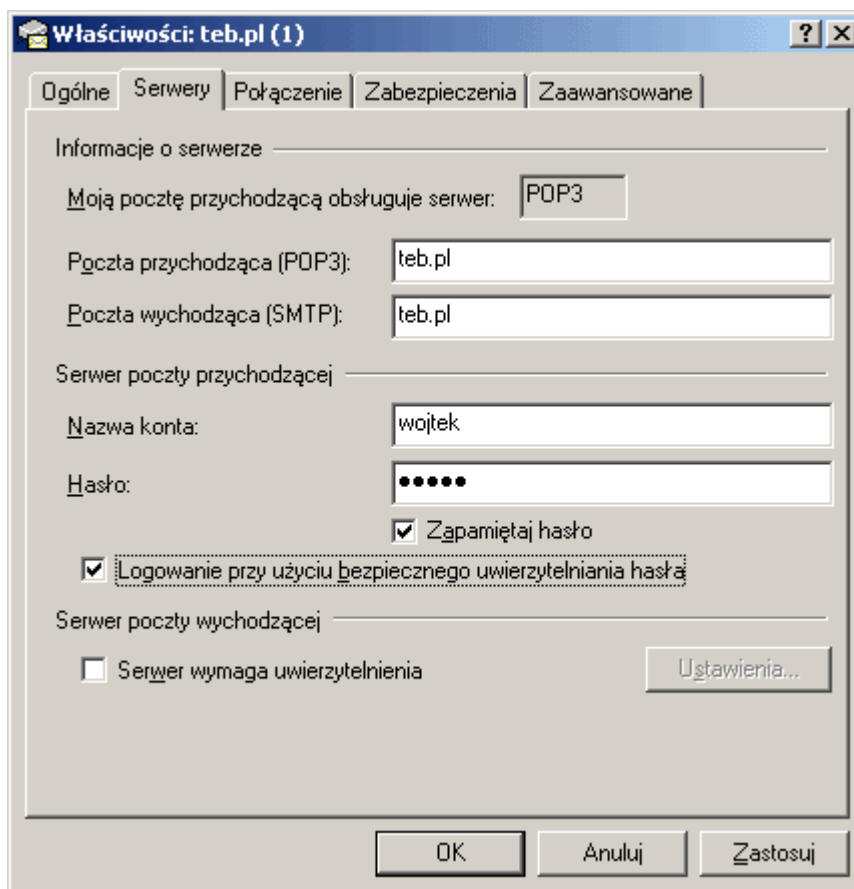 Właściwości: teb.pl (1)
Ogólne Serwery Połączenie Zabezpieczenia Zaawansowane
Informacje o serwerze
Moją pocztę przychodzącą obsługuje serwer: POP3
Poczta przychodząca (POP3): teb.pl
Poczta wychodząca (SMTP): teb.pl
Serwer poczty przychodzącej
Nazwa konta: wojtek
Hasło: •••••
Zapamiętaj hasło
Logowanie przy użyciu bezpiecznego uwierzytelniania hasła
Serwer poczty wychodzącej
Serwer wymaga uwierzytelnienia Ustawienia...
OK Anuluj Zastosuj